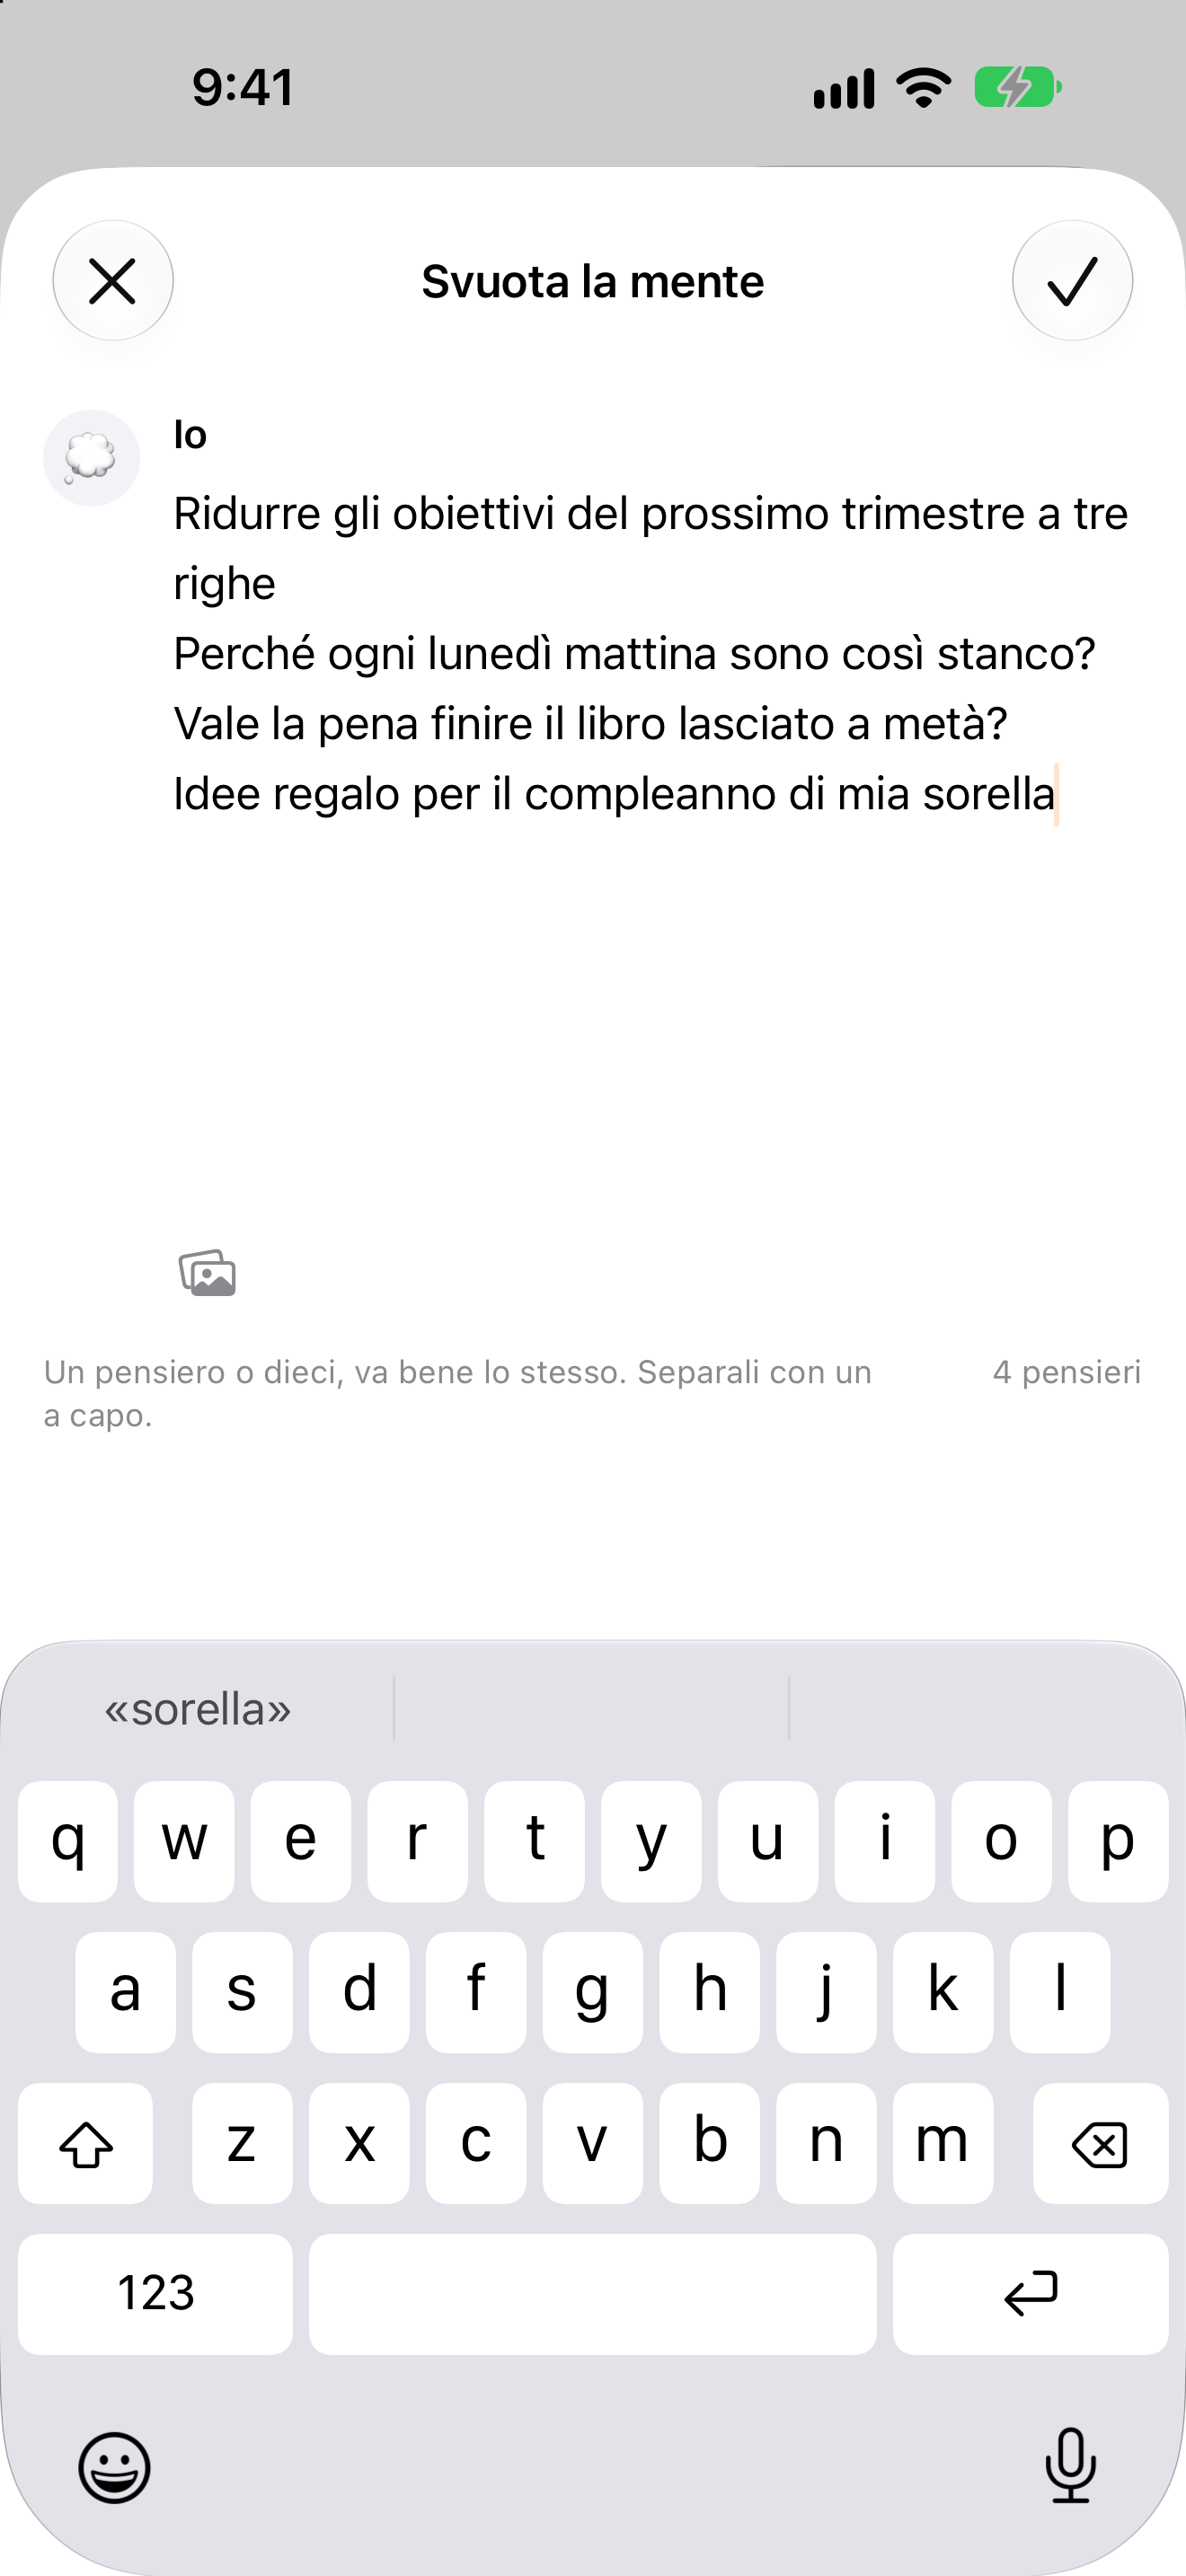 9:41
Svuota la mente
Io
Ridurre gli obiettivi del prossimo trimestre a tre
righe
Perché ogni lunedì mattina sono così stanco?
Vale la pena finire il libro lasciato a metà?
Idee regalo per il compleanno di mia sorella
Un pensiero o dieci, va bene lo stesso. Separali con un
a capo.
4 pensieri
«sorella»
q w e r t y u i o p
a s d f g h j k l
z x c v b n m
123